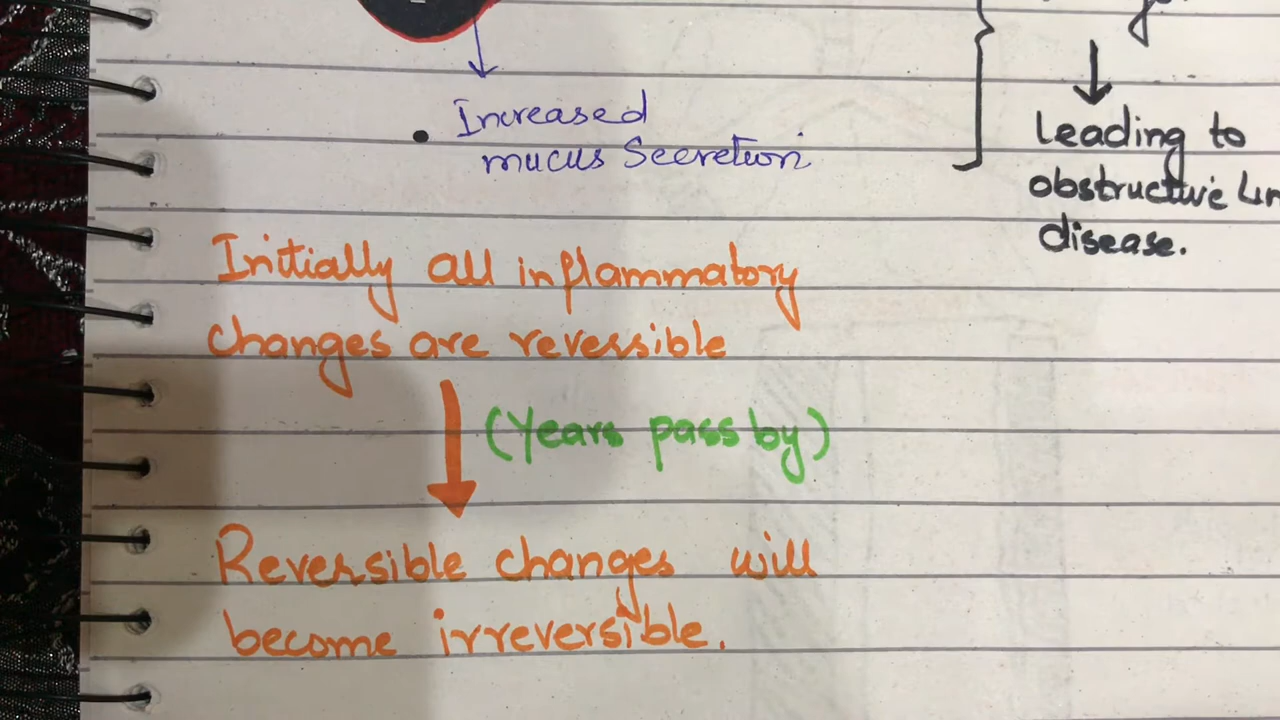 Increased
mucus Secretion
Leading to
obstructive
disease.
Initially all inflammatory
changes are reversible
(Years pass by)
Reversible changes will
become irreversible.